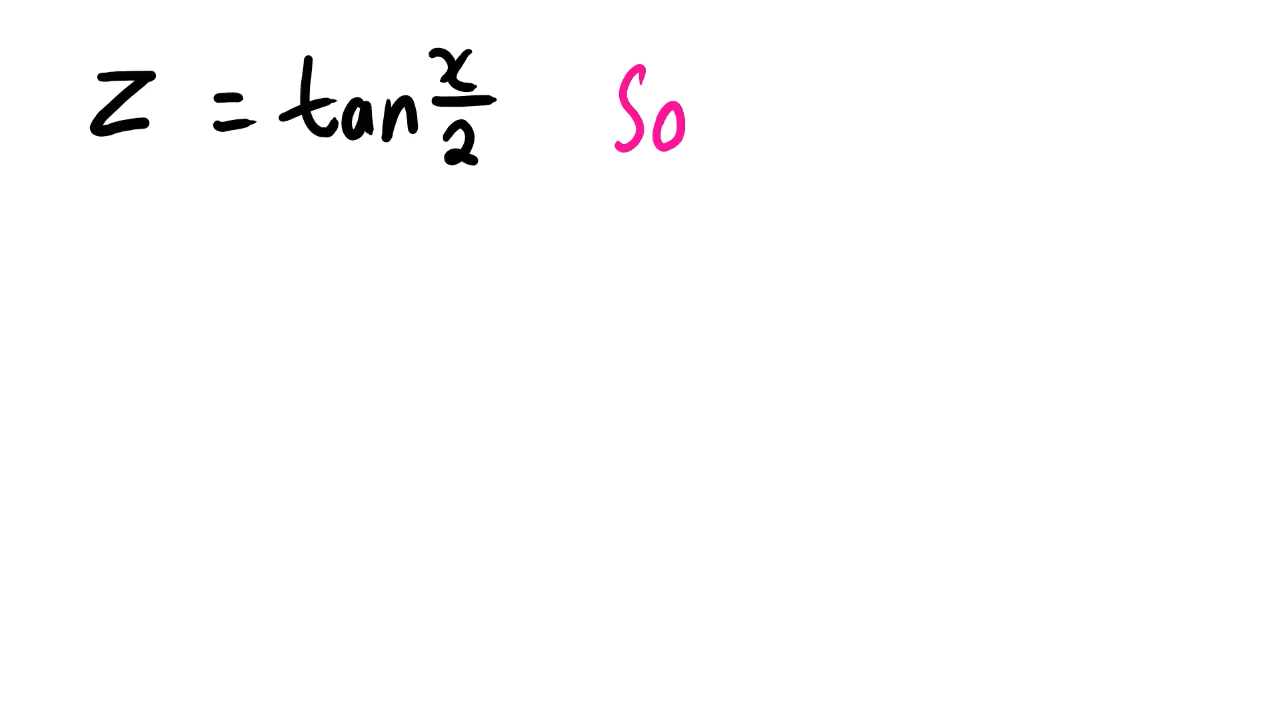 z = tan x/2 So